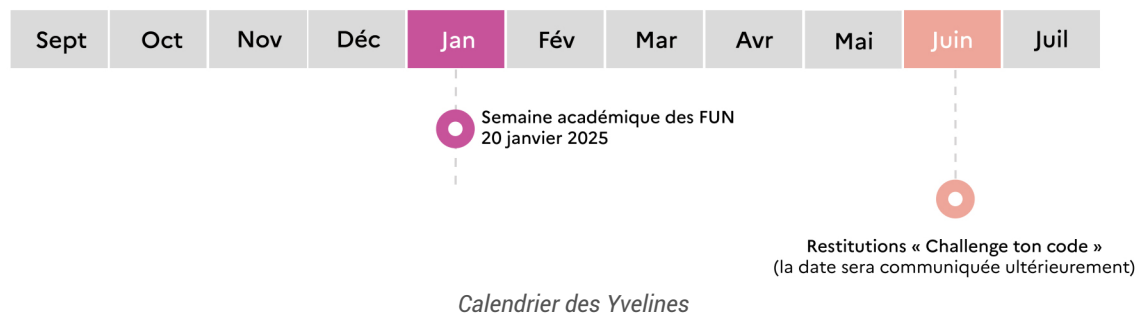 Sept Oct Nov Déc Jan Fév Mar Avr Mai Juin Juil
Semaine académique des FUN
20 janvier 2025
Restitutions « Challenge ton code »
(la date sera communiquée ultérieurement)
Calendrier des Yvelines